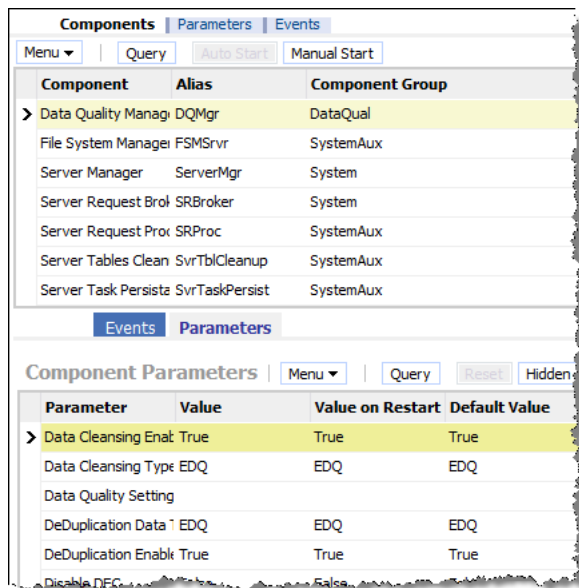 Components | Parameters | Events
Menu Query Auto Start Manual Start
Component Alias Component Group
Data Quality Manag DQMgr DataQual
File System Manager FSMSrvr SystemAux
Server Manager ServerMgr System
Server Request Brok SRBroker System
Server Request Proc SRProc SystemAux
Server Tables Clean SvrTblCleanup SystemAux
Server Task Persista SvrTaskPersist SystemAux
Events Parameters
Component Parameters | Menu Query Reset Hidden
Parameter Value Value on Restart Default Value
Data Cleansing Enab True True True
Data Cleansing Type EDQ EDQ EDQ
Data Quality Setting
DeDuplication Data EDQ EDQ EDQ
DeDuplication Enable True True True
Disable DFC False